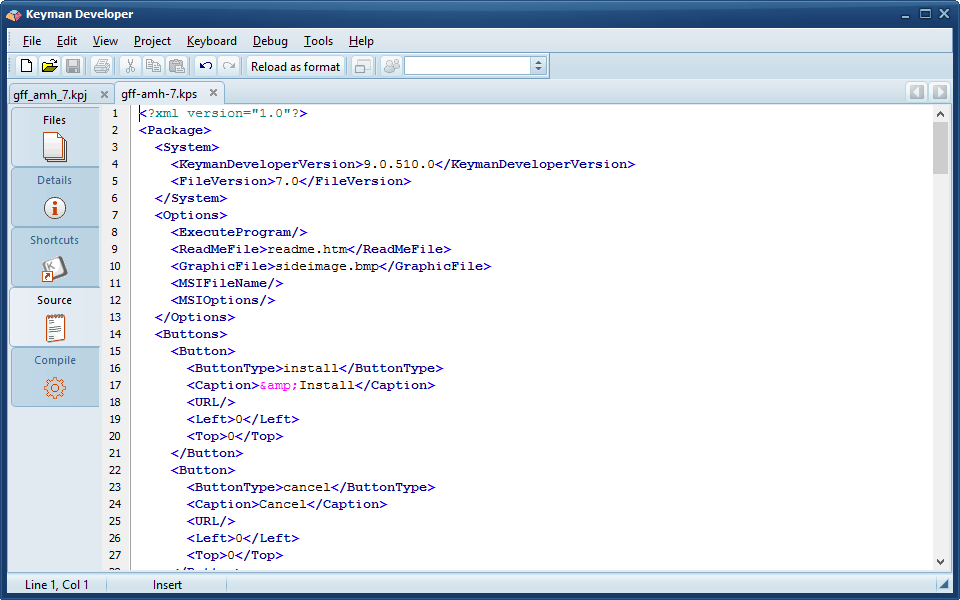 Keyman Developer
File Edit View Project Keyboard Debug Tools Help
Reload as format
gff_amh_7.kpj gff-amh-7.kps
Files
Details
Shortcuts
Source
Compile
1 <?xml version="1.0"?>
2 <Package>
3 <System>
4 <KeymanDeveloperVersion>9.0.510.0</KeymanDeveloperVersion>
5 <FileVersion>7.0</FileVersion>
6 </System>
7 <Options>
8 <ExecuteProgram/>
9 <ReadMeFile>readme.htm</ReadMeFile>
10 <GraphicFile>sideimage.bmp</GraphicFile>
11 <MSIFileName/>
12 <MSIOptions/>
13 </Options>
14 <Buttons>
15 <Button>
16 <ButtonType>install</ButtonType>
17 <Caption>&amp;Install</Caption>
18 <URL/>
19 <Left>0</Left>
20 <Top>0</Top>
21 </Button>
22 <Button>
23 <ButtonType>cancel</ButtonType>
24 <Caption>Cancel</Caption>
25 <URL/>
26 <Left>0</Left>
27 <Top>0</Top>
Line 1, Col 1 Insert